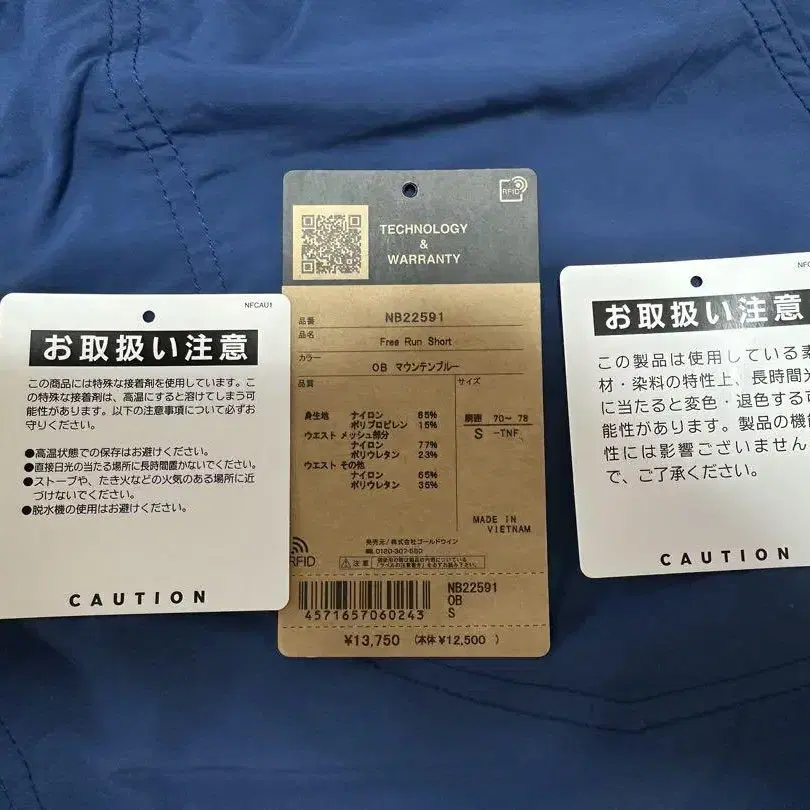 NFCAU1
お取扱い注意
この商品には特殊な接着剤を使用しています。こ
の特殊な接着剤は、高温にすると溶けてしまう可
能性があります。以下の注意事項について必ずお
守りください。
●高温状態での保存はお避けください。
●直接日光の当たる場所に長時間置かないでください。
●ストーブや、たき火などの火気のある場所に近
づけないでください。
●脱水機の使用はお避けください。
CAUTION
RFID
TECHNOLOGY
&
WARRANTY
品番 NB22591
品名 Free Run Short
カラー OB マウンテンブルー
品質 サイズ
身生地 ナイロン 85%
ポリプロピレン 15%
ウエスト メッシュ部分
ナイロン 77%
ポリウレタン 23%
ウエスト その他
ナイロン 65%
ポリウレタン 35%
胴囲 70~ 78
S -TNF
MADE IN
VIETNAM
発売元/株式会社ゴールドウイン
0120-307-560
RFID
注意
4571657060243
NB22591
OB
S
¥13,750 (本体 ¥12,500 )
NFC
お取扱い注意
この製品は使用している素
材・染料の特性上、長時間光
に当たると変色・退色する可
能性があります。製品の機能
性には影響ございません
で、ご了承ください。
CAUTION